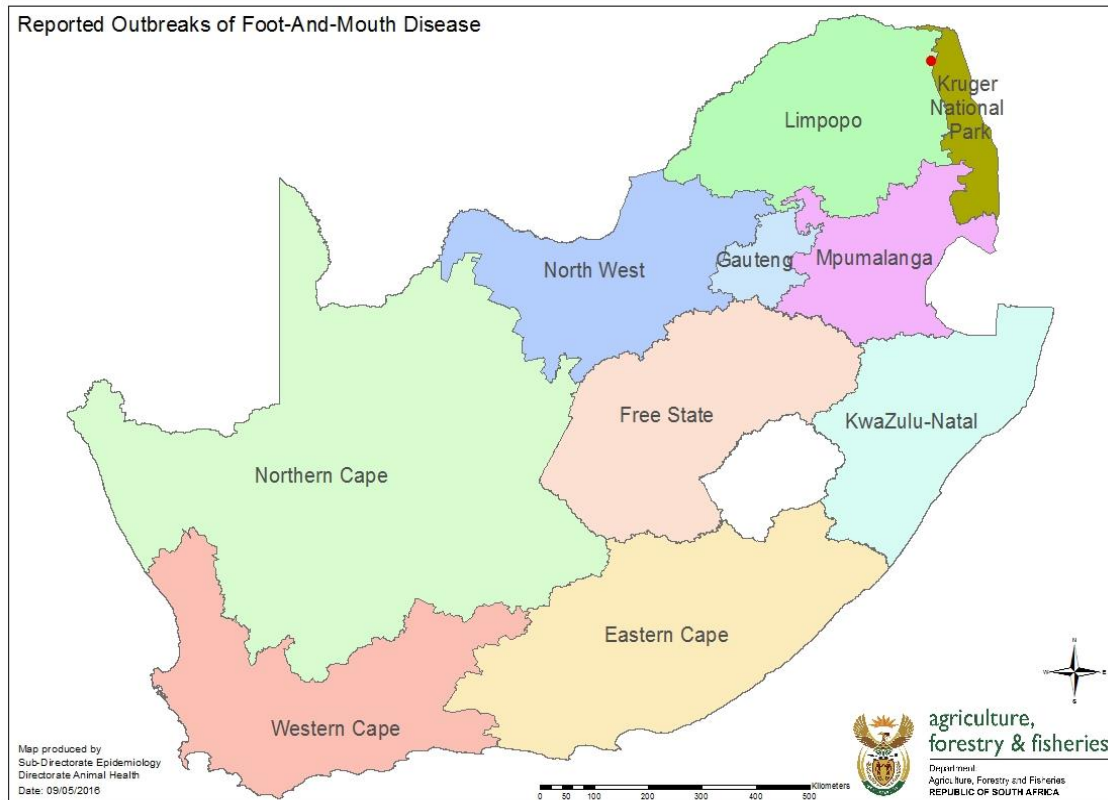 Reported Outbreaks of Foot-And-Mouth Disease
Kruger
National
Park
Limpopo
North West
Gauteng
Mpumalanga
Free State
KwaZulu-Natal
Northern Cape
Eastern Cape
Western Cape
N
W
E
S
Map produced by
Sub-Directorate Epidemiology
Directorate Animal Health
Date: 09/05/2016
Kilometers
0 50 100 200 300 400 500
agriculture,
forestry & fisheries
Department:
Agriculture, Forestry and Fisheries
REPUBLIC OF SOUTH AFRICA